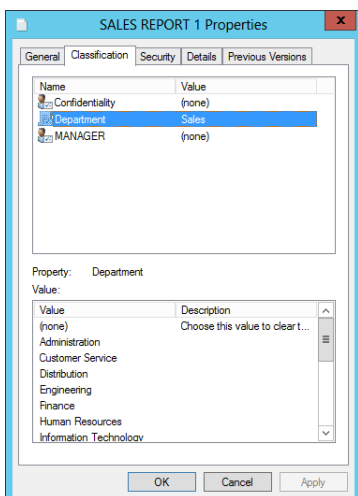 SALES REPORT 1 Properties
x
General Classification Security Details Previous Versions
Name Value
Confidentiality (none)
Department Sales
MANAGER (none)
Property: Department
Value:
Value Description
(none) Choose this value to clear t...
Administration
Customer Service
Distribution
Engineering
Finance
Human Resources
Information Technology
OK Cancel Apply